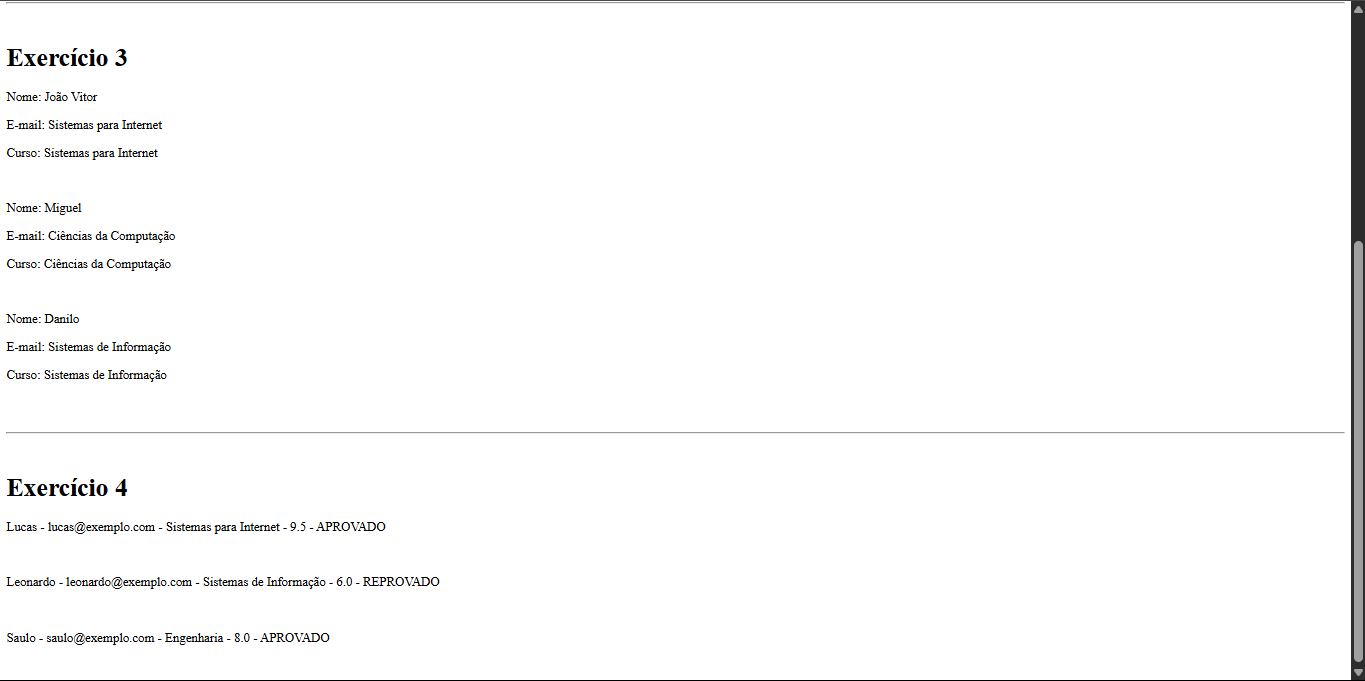 Exercício 3
Nome: João Vitor
E-mail: Sistemas para Internet
Curso: Sistemas para Internet
Nome: Miguel
E-mail: Ciências da Computação
Curso: Ciências da Computação
Nome: Danilo
E-mail: Sistemas de Informação
Curso: Sistemas de Informação
Exercício 4
Lucas - lucas@exemplo.com - Sistemas para Internet - 9.5 - APROVADO
Leonardo - leonardo@exemplo.com - Sistemas de Informação - 6.0 - REPROVADO
Saulo - saulo@exemplo.com - Engenharia - 8.0 - APROVADO